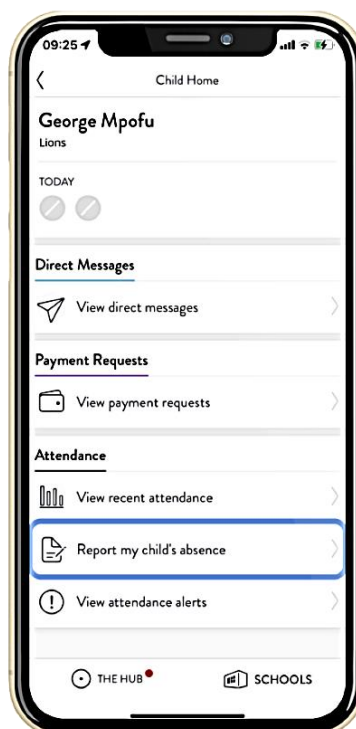 09:25
Child Home
George Mpofu
Lions
TODAY
Direct Messages
View direct messages
Payment Requests
View payment requests
Attendance
View recent attendance
Report my child's absence
View attendance alerts
THE HUB
SCHOOLS